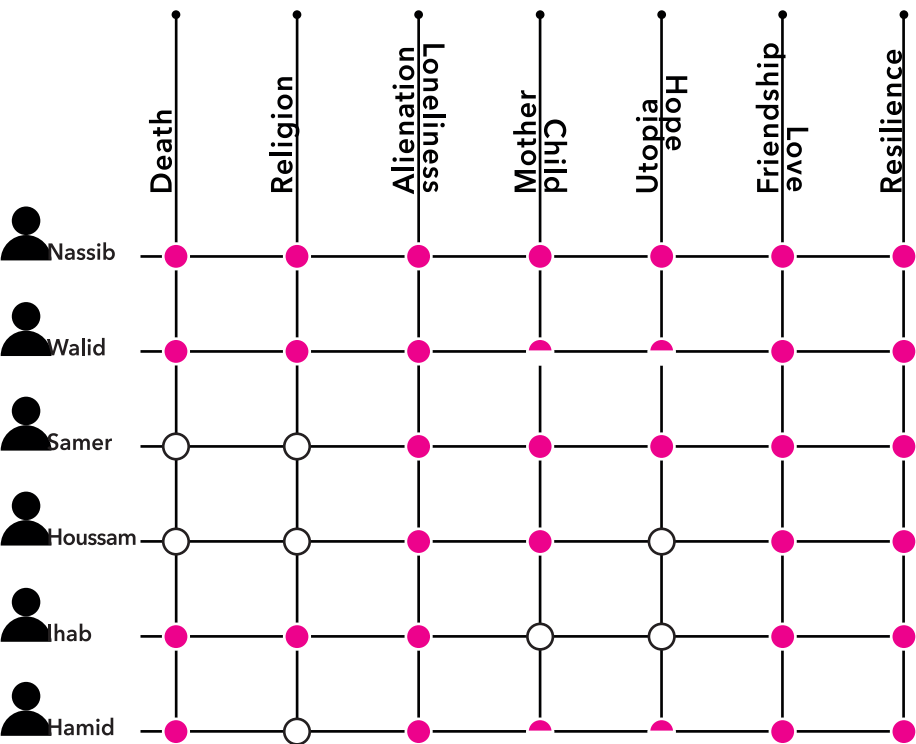 Death
Religion
Alienation
Loneliness
Mother
Child
Utopia
Hope
Friendship
Love
Resilience
Nassib
Walid
Samer
Houssam
Ihab
Hamid